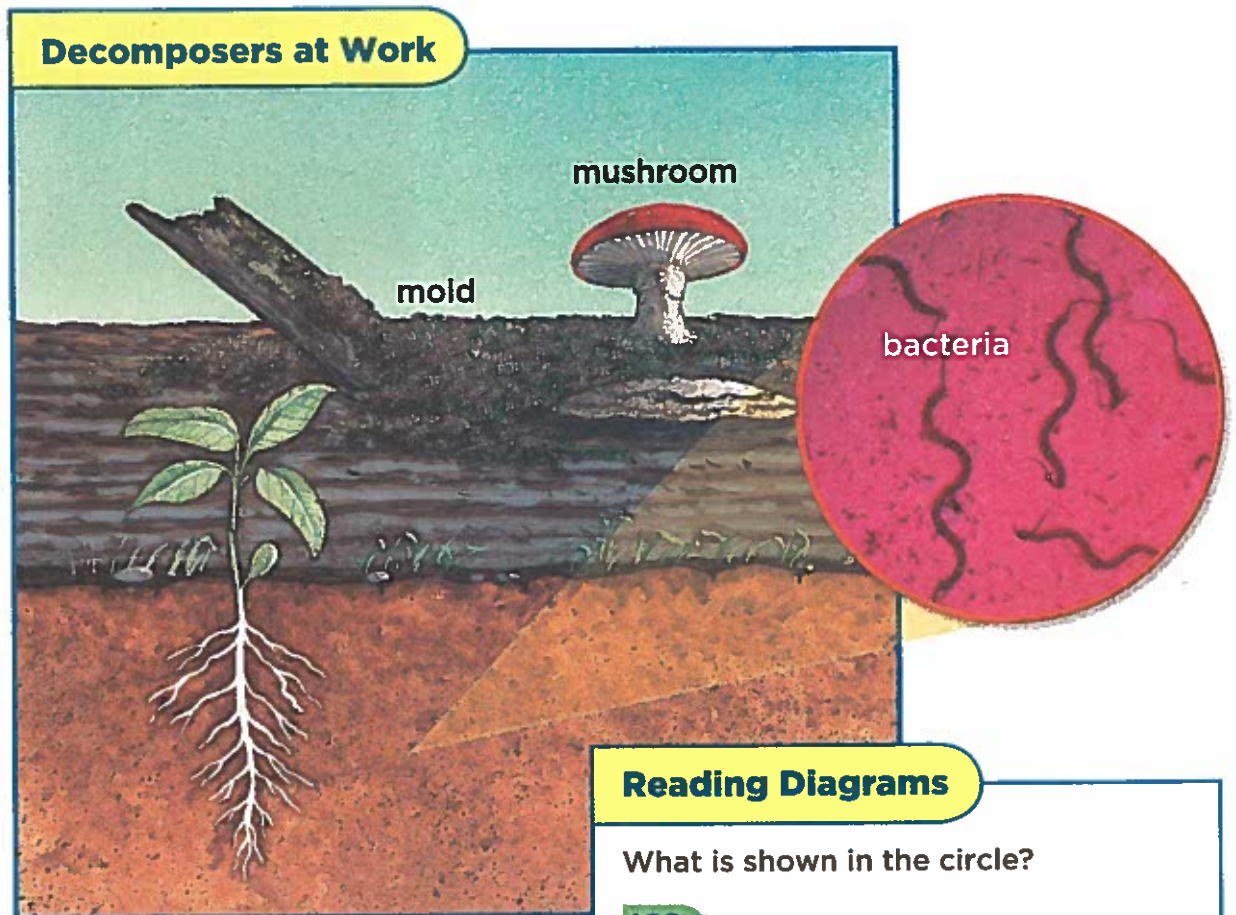 Decomposers at Work
mushroom
mold
bacteria
Reading Diagrams
What is shown in the circle?